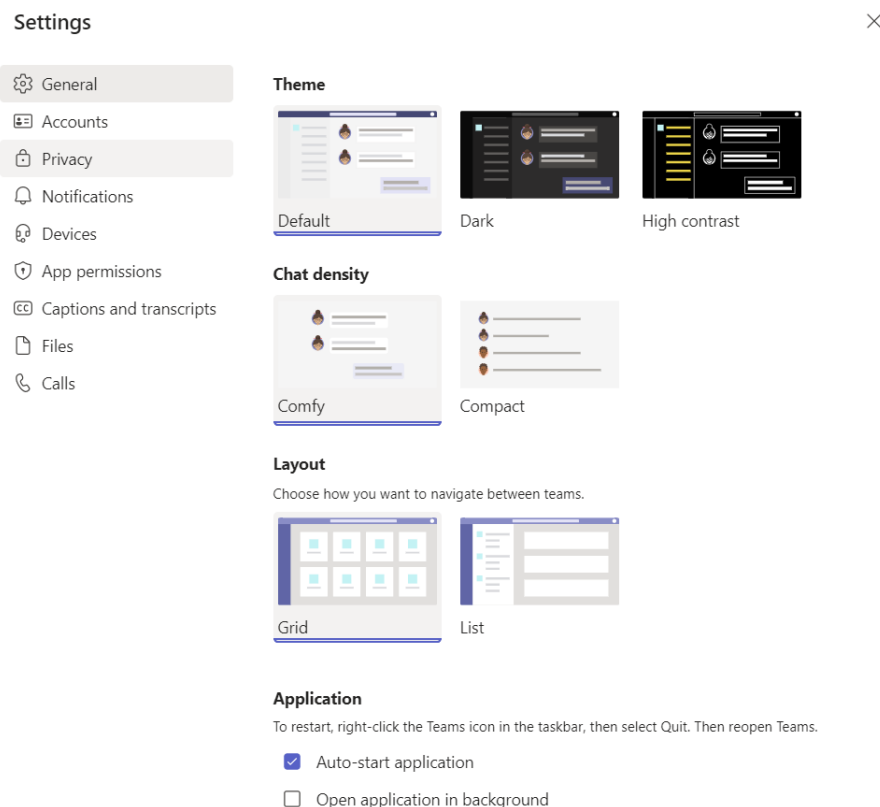 Settings
General
Accounts
Privacy
Notifications
Devices
App permissions
CC Captions and transcripts
Files
Calls
Theme
Default
Dark
High contrast
Chat density
Comfy
Compact
Layout
Choose how you want to navigate between teams.
Grid
List
Application
To restart, right-click the Teams icon in the taskbar, then select Quit. Then reopen Teams.
Auto-start application
Open application in background